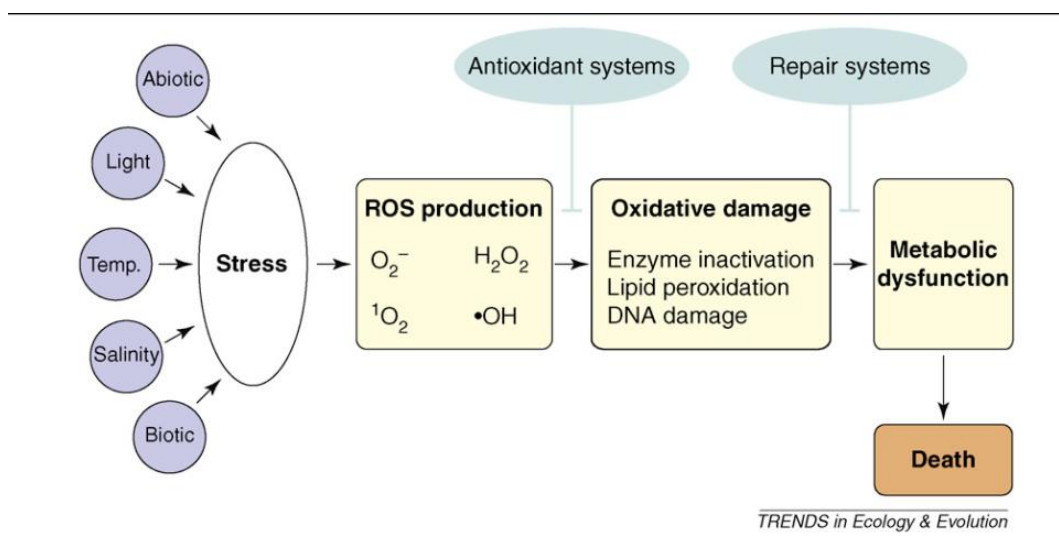 Antioxidant systems
Repair systems
Abiotic
Light
Temp.
Salinity
Biotic
Stress
ROS production
O₂⁻ H₂O₂
¹O₂ •OH
Oxidative damage
Enzyme inactivation
Lipid peroxidation
DNA damage
Metabolic
dysfunction
Death
TRENDS in Ecology & Evolution